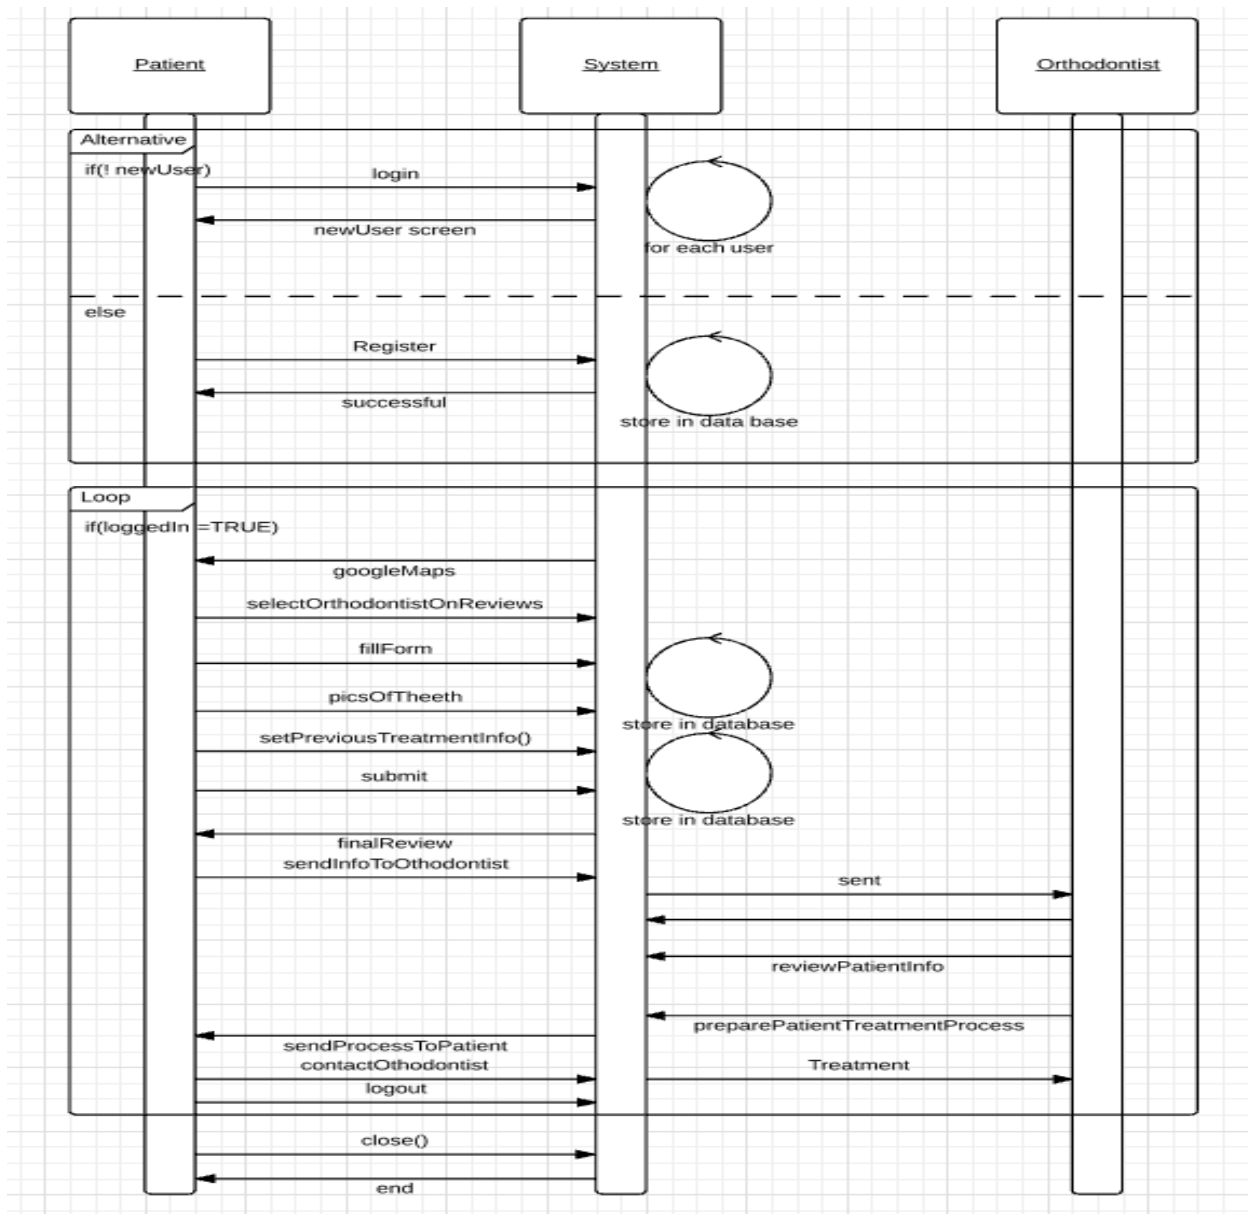 Patient
System
Orthodontist
Alternative
if(! newUser)
login
newUser screen
for each user
else
Register
successful
store in data base
Loop
if(loggedIn =TRUE)
googleMaps
selectOrthodontistOnReviews
fillForm
picsOfTheeth
store in database
setPreviousTreatmentInfo()
submit
store in database
finalReview
sendInfoToOthodontist
sent
reviewPatientInfo
preparePatientTreatmentProcess
sendProcessToPatient
contactOthodontist
Treatment
logout
close()
end